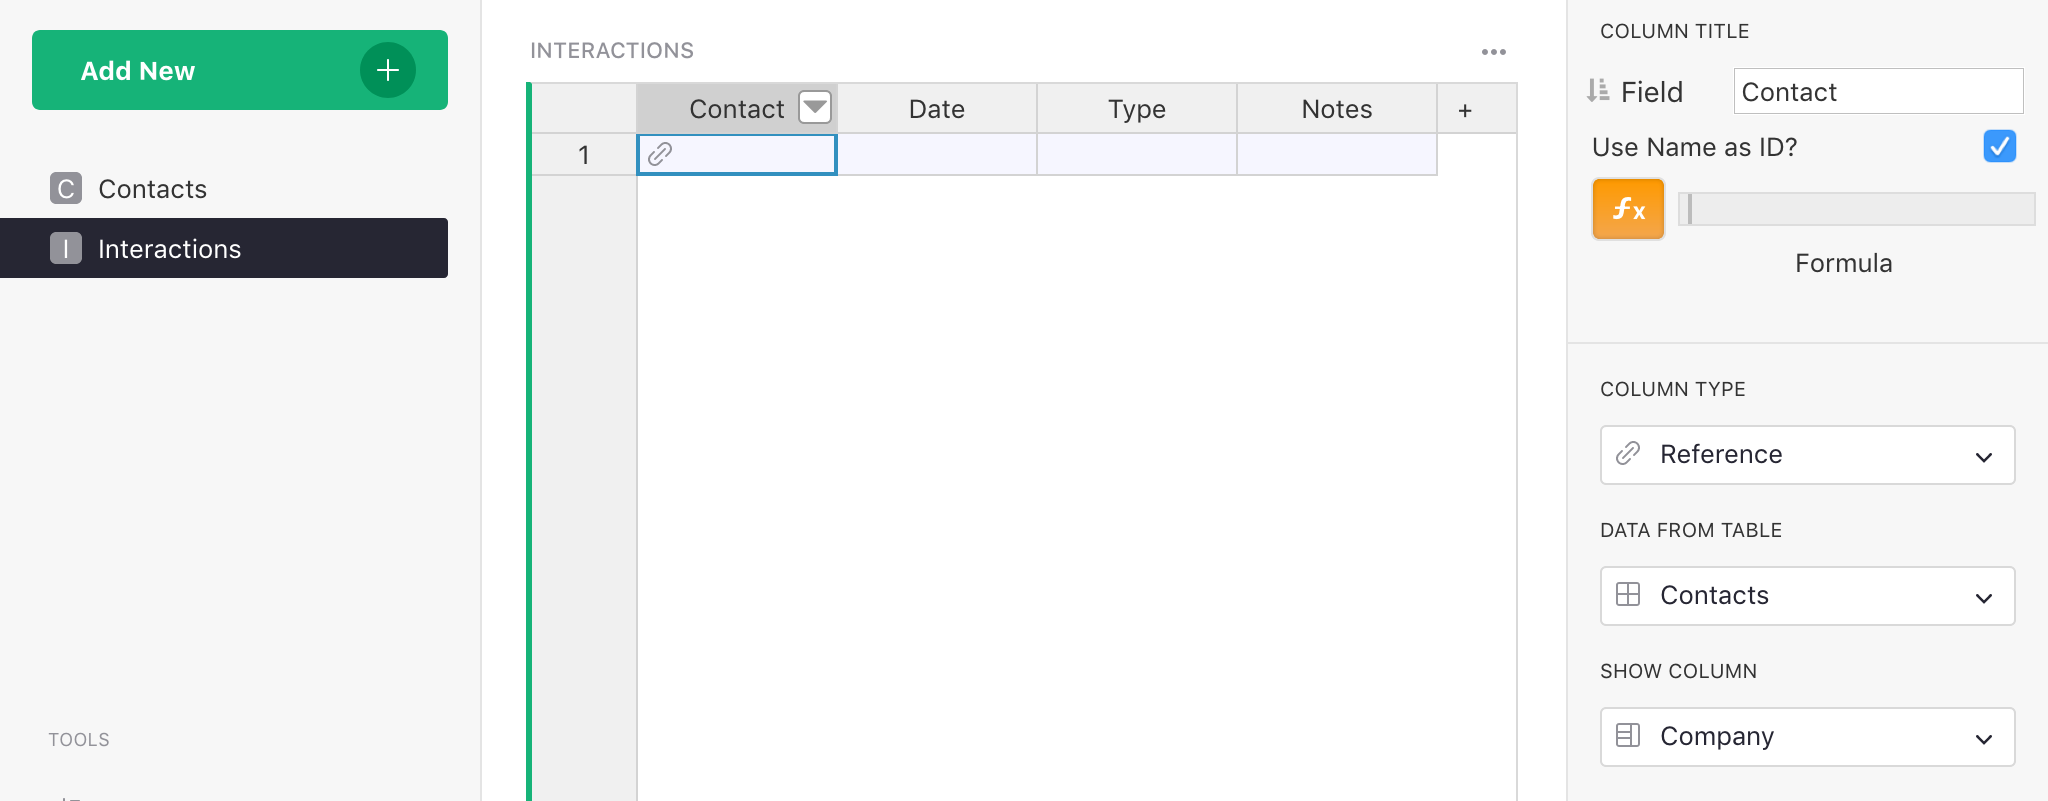 Add New
C Contacts
I Interactions
TOOLS
INTERACTIONS
Contact Date Type Notes +
1
COLUMN TITLE
Field Contact
Use Name as ID?
fx
Formula
COLUMN TYPE
Reference
DATA FROM TABLE
Contacts
SHOW COLUMN
Company